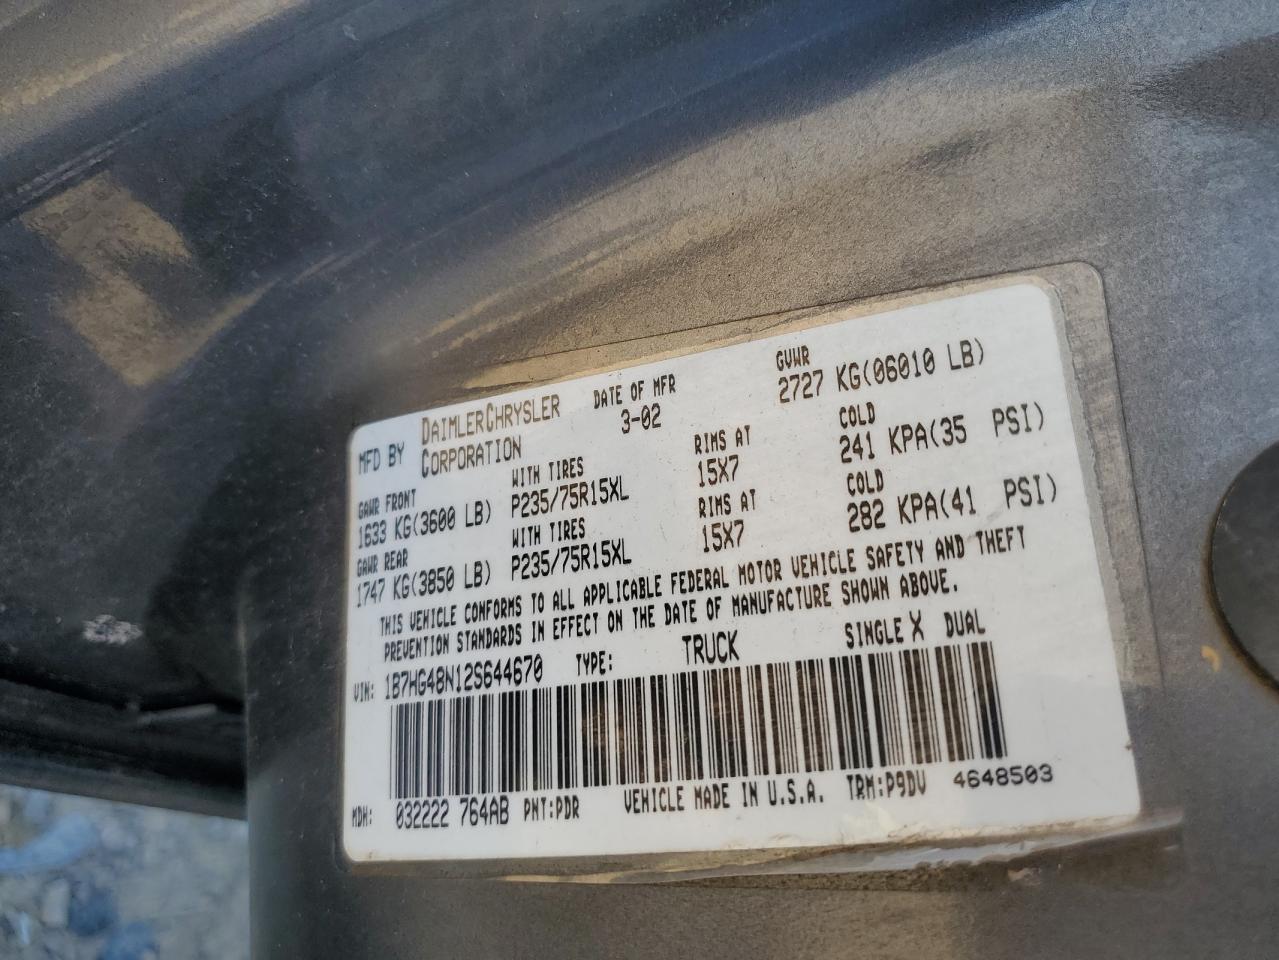 MFD BY DAIMLERCHRYSLER CORPORATION DATE OF MFR 3-02 GVWR 2727 KG(06010 LB)
GAWR FRONT WITH TIRES RIMS AT COLD
1633 KG(3600 LB) P235/75R15XL 15X7 241 KPA(35 PSI)
GAWR REAR WITH TIRES RIMS AT COLD
1747 KG(3850 LB) P235/75R15XL 15X7 282 KPA(41 PSI)
THIS VEHICLE CONFORMS TO ALL APPLICABLE FEDERAL MOTOR VEHICLE SAFETY AND THEFT
PREVENTION STANDARDS IN EFFECT ON THE DATE OF MANUFACTURE SHOWN ABOVE.
VIN: 1B7HG48N12S644670 TYPE: TRUCK SINGLE X DUAL
MDH: 032222 764AB PNT:PDR VEHICLE MADE IN U.S.A. TRM:P9DV 4648503